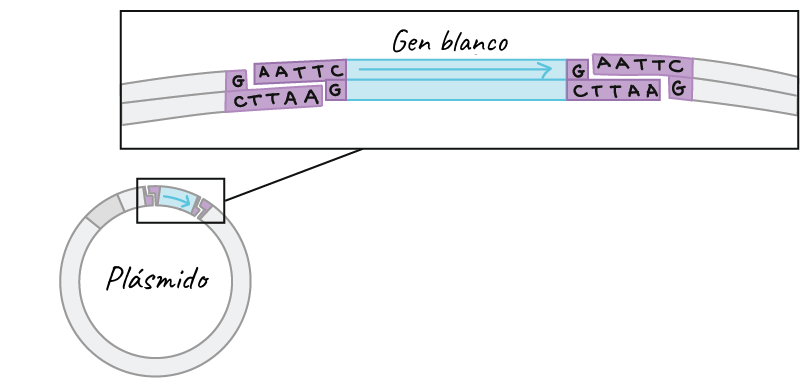 Gen blanco
G AATTC G AATTC
CTTAA G CTTAA G
Plásmido